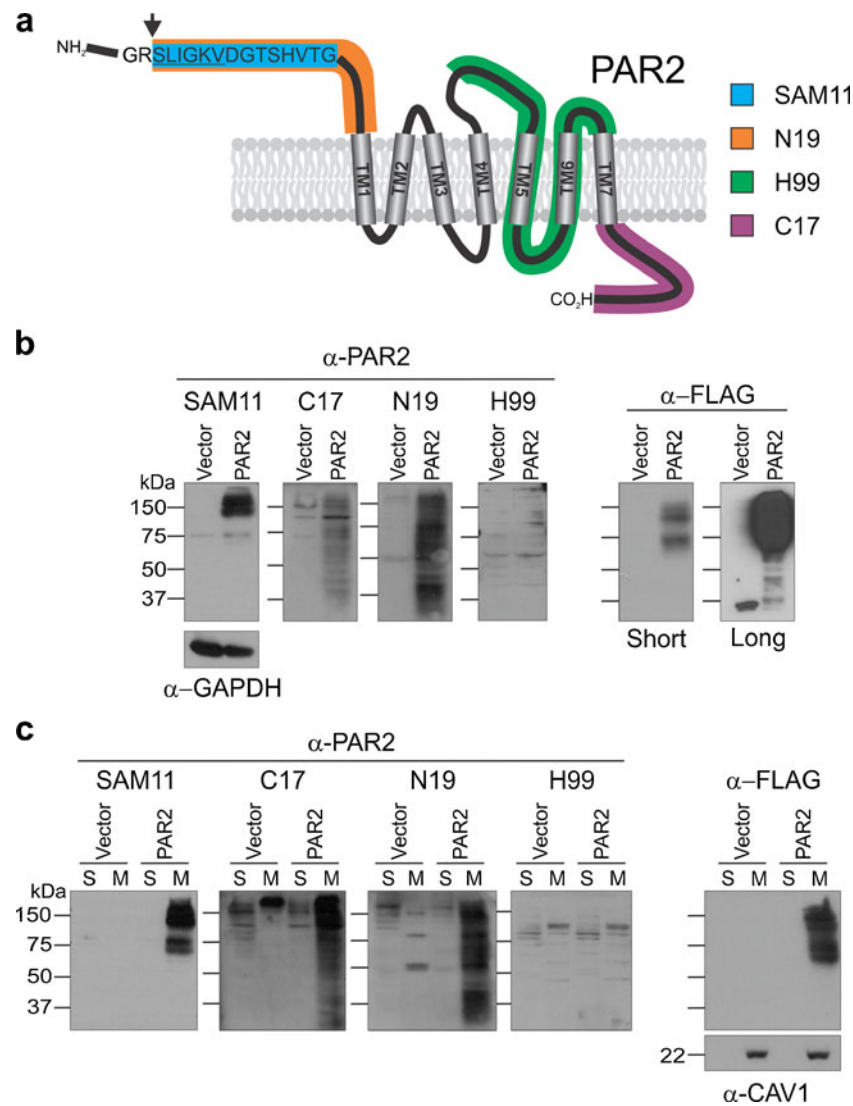 a
NH2
GRSLIGKVDGTSHVTG
PAR2
SAM11
N19
H99
C17
TM1
TM2
TM3
TM4
TM5
TM6
TM7
CO2H
b
α-PAR2
SAM11 C17 N19 H99
α-FLAG
Vector PAR2 Vector PAR2 Vector PAR2 Vector PAR2 Vector PAR2 Vector PAR2
kDa
150
75
50
37
Short Long
α-GAPDH
c
α-PAR2
SAM11 C17 N19 H99 α-FLAG
Vector PAR2 Vector PAR2 Vector PAR2 Vector PAR2 Vector PAR2
S M S M S M S M S M S M S M S M S M S M
kDa
150
75
50
37
22
α-CAV1